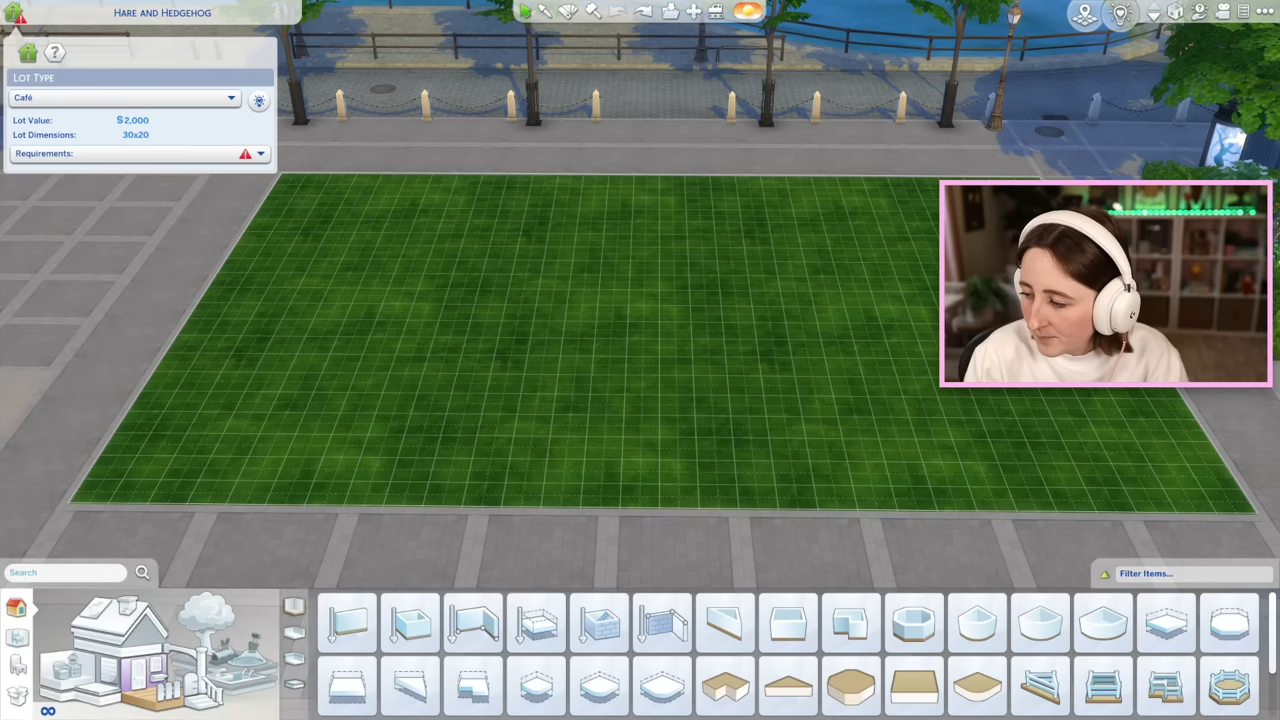 HARE AND HEDGEHOG
LOT TYPE
Café
Lot Value: §2,000
Lot Dimensions: 30x20
Requirements:
Search
Filter Items...